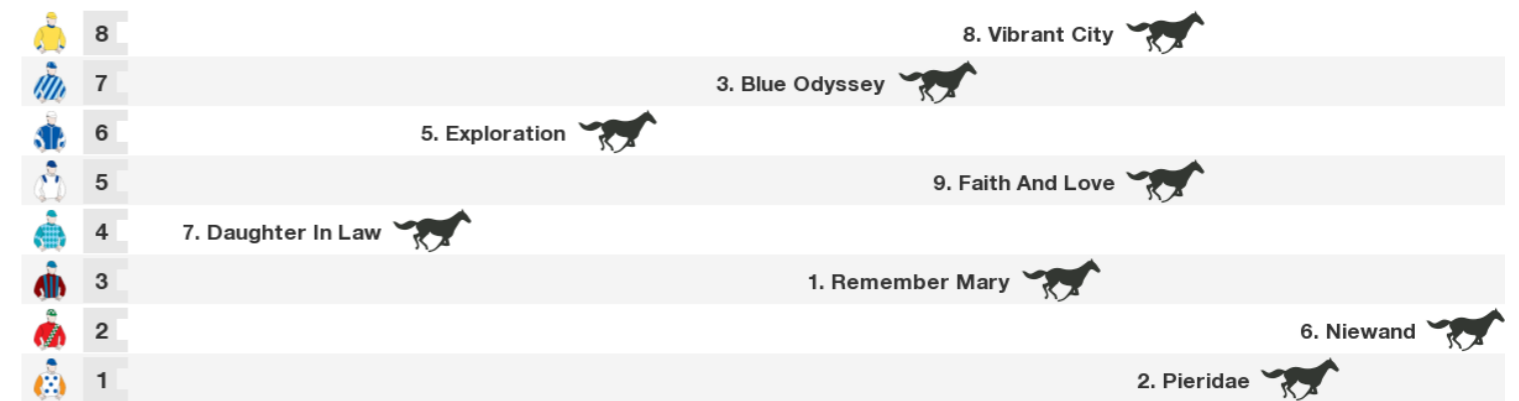 8 8. Vibrant City
7 3. Blue Odyssey
6 5. Exploration
5 9. Faith And Love
4 7. Daughter In Law
3 1. Remember Mary
2 6. Niewand
1 2. Pieridae